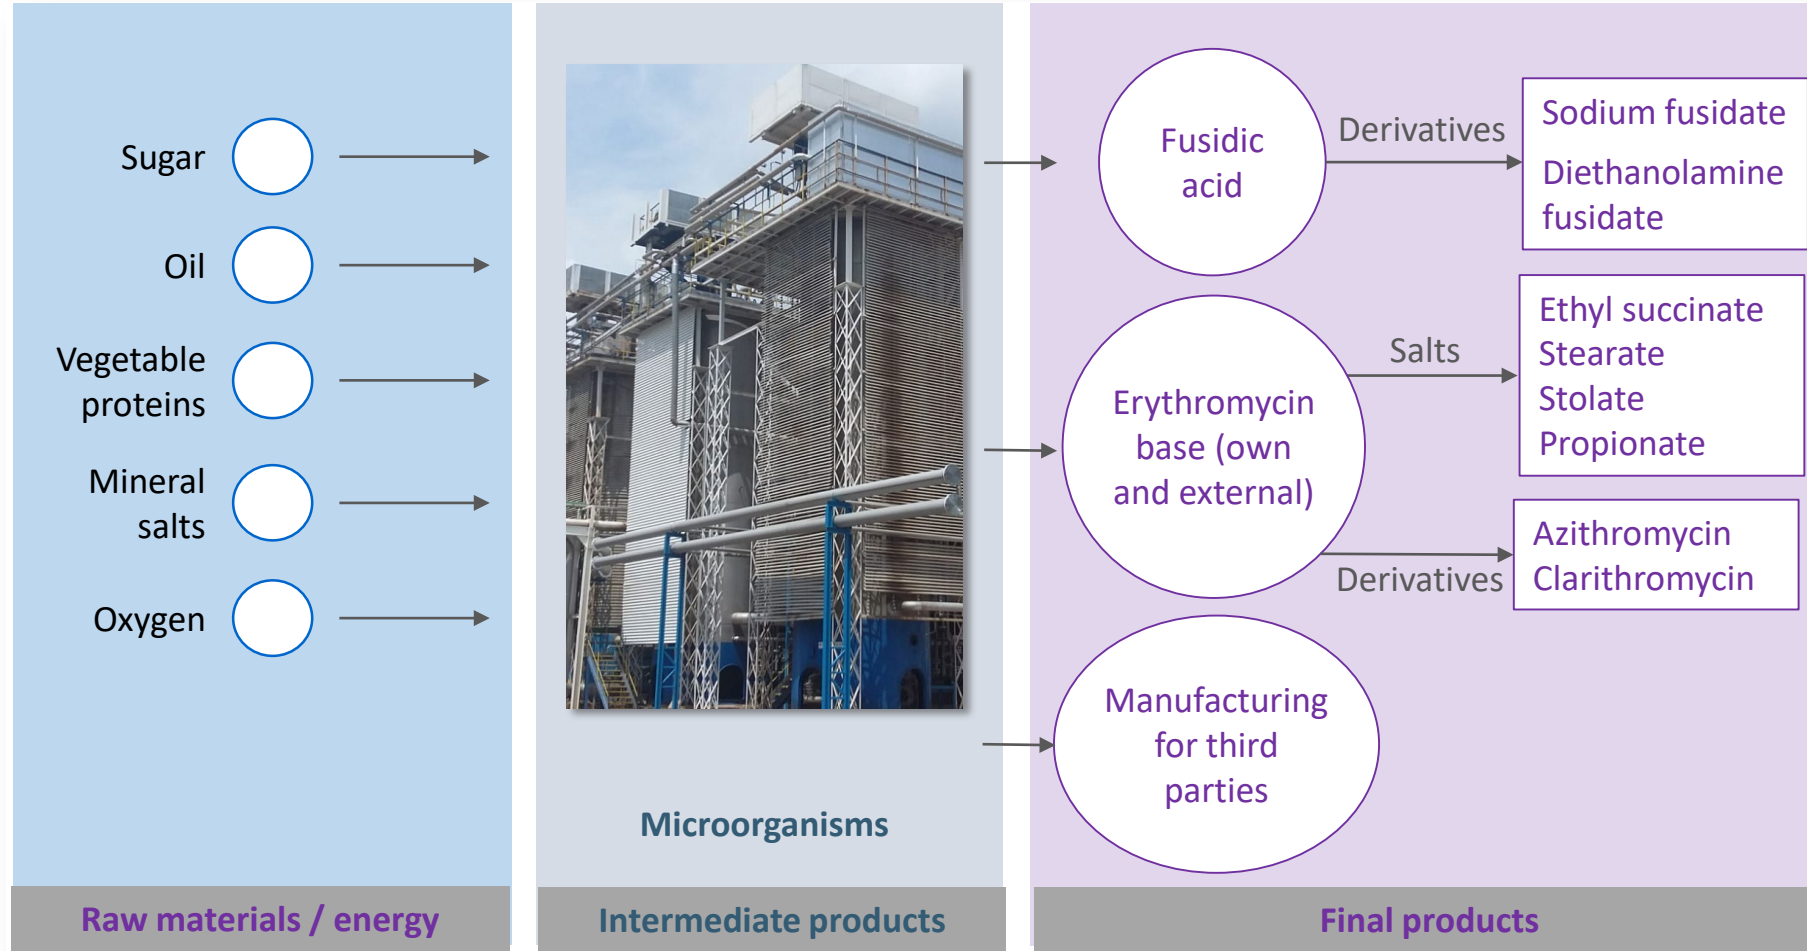 Sugar
Oil
Vegetable
proteins
Mineral
salts
Oxygen
Raw materials / energy
Microorganisms
Intermediate products
Fusidic
acid
Derivatives
Sodium fusidate
Diethanolamine
fusidate
Erythromycin
base (own
and external)
Salts
Ethyl succinate
Stearate
Stolate
Propionate
Derivatives
Azithromycin
Clarithromycin
Manufacturing
for third
parties
Final products